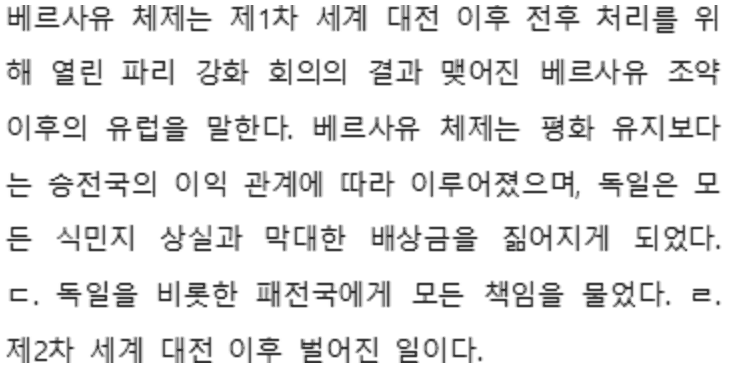 베르사유 체제는 제1차 세계 대전 이후 전후 처리를 위
해 열린 파리 강화 회의의 결과 맺어진 베르사유 조약
이후의 유럽을 말한다. 베르사유 체제는 평화 유지보다
는 승전국의 이익 관계에 따라 이루어졌으며, 독일은 모
든 식민지 상실과 막대한 배상금을 짊어지게 되었다.
ㄷ. 독일을 비롯한 패전국에게 모든 책임을 물었다. ㄹ.
제2차 세계 대전 이후 벌어진 일이다.